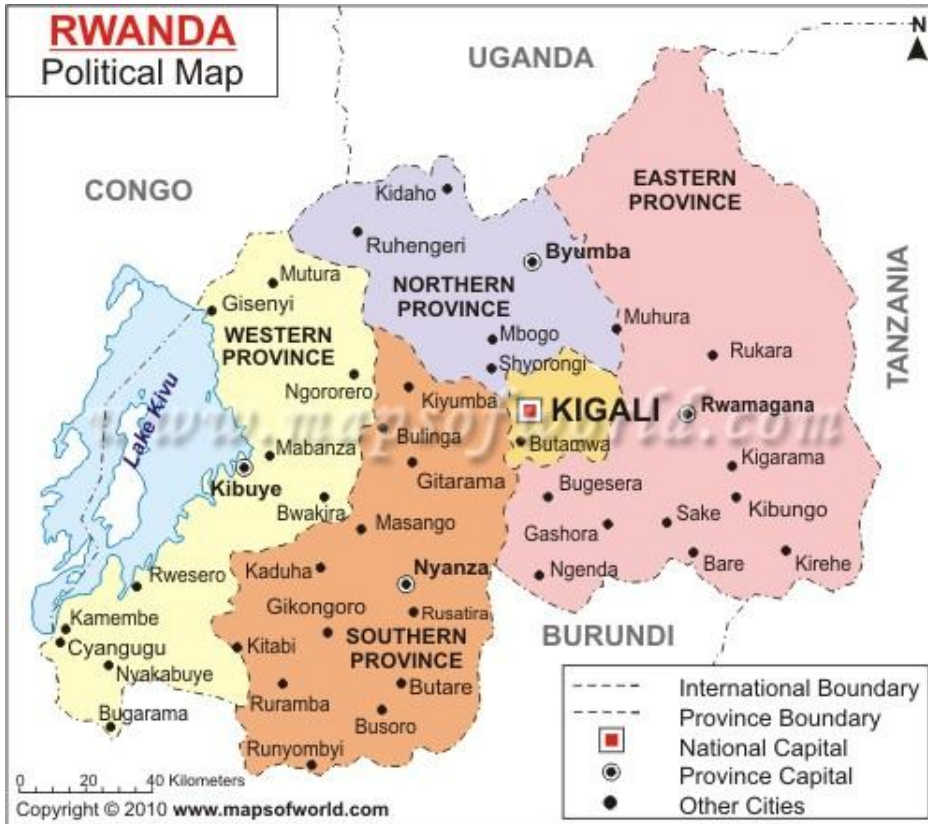 RWANDA
Political Map
N
UGANDA
CONGO
EASTERN
PROVINCE
Kidaho
Ruhengeri
Byumba
NORTHERN
PROVINCE
TANZANIA
Mutura
Gisenyi
WESTERN
PROVINCE
Mbogo
Muhura
Shyorongi
Rukara
Ngororero
Kiyumba
KIGALI
Rwamagana
www.mapsofworld.com
Lake Kivu
Bulinga
Butamwa
Mabanza
Gitarama
Kigarama
Kibuye
Bugesera
Bwakira
Kibungo
Masango
Gashora
Sake
Rwesero
Kaduha
Nyanza
Ngenda
Bare
Kirehe
Gikongoro
Rusatira
Kamembe
Cyangugu
Kitabi
SOUTHERN
PROVINCE
BURUNDI
Nyakabuye
Ruramba
Butare
Bugarama
Busoro
Runyombyi
International Boundary
Province Boundary
National Capital
Province Capital
Other Cities
0 20 40 Kilometers
Copyright © 2010 www.mapsofworld.com